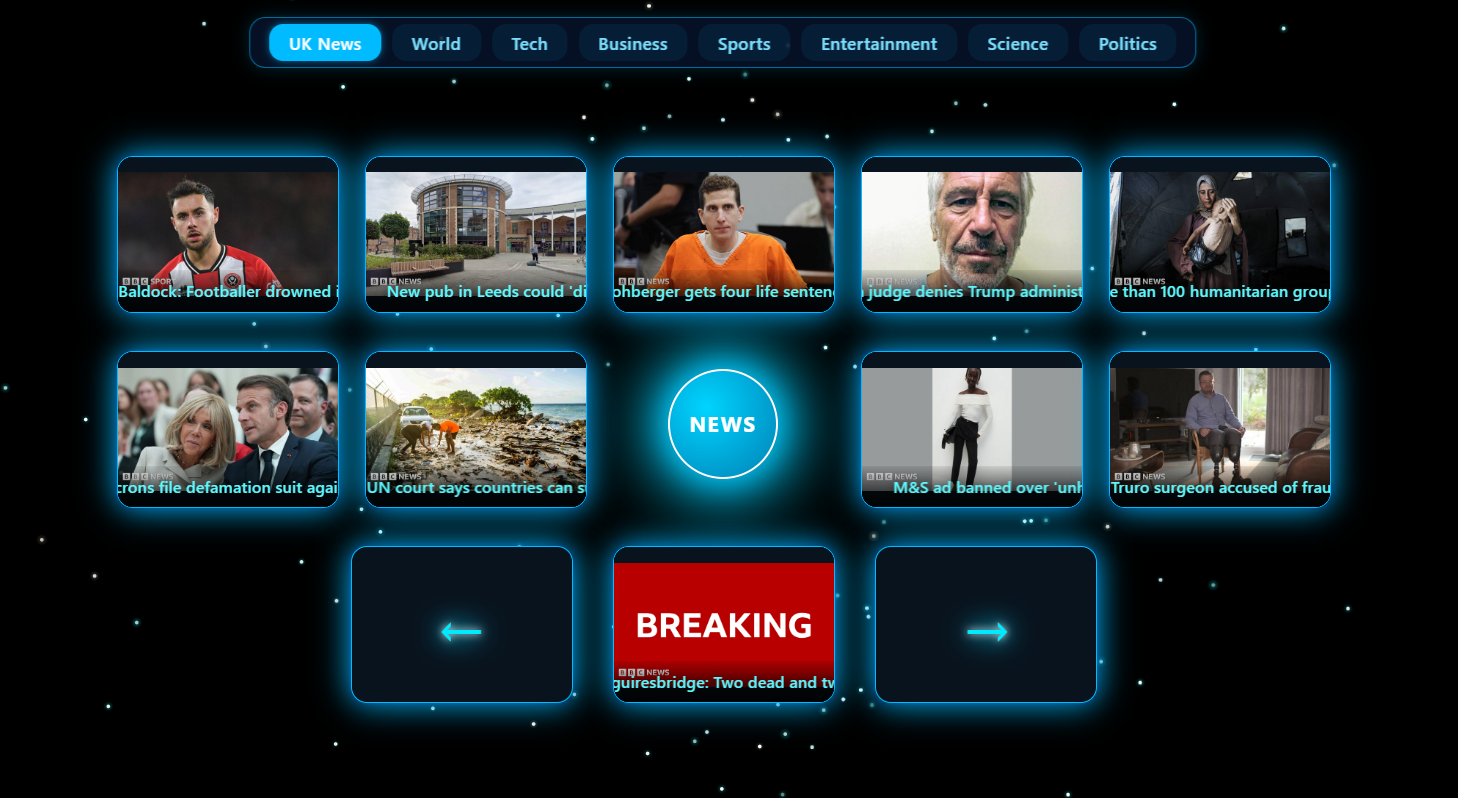 UK News World Tech Business Sports Entertainment Science Politics
BBC SPORT
Baldock: Footballer drowned i
BBC NEWS
New pub in Leeds could 'di
BBC NEWS
ohberger gets four life senten
BBC NEWS
judge denies Trump administ
BBC NEWS
e than 100 humanitarian grou
BBC NEWS
crons file defamation suit agai
BBC NEWS
UN court says countries can s
NEWS
BBC NEWS
M&S ad banned over 'unh
BBC NEWS
Truro surgeon accused of frau
←
BREAKING
BBC NEWS
guiresbridge: Two dead and tw
→